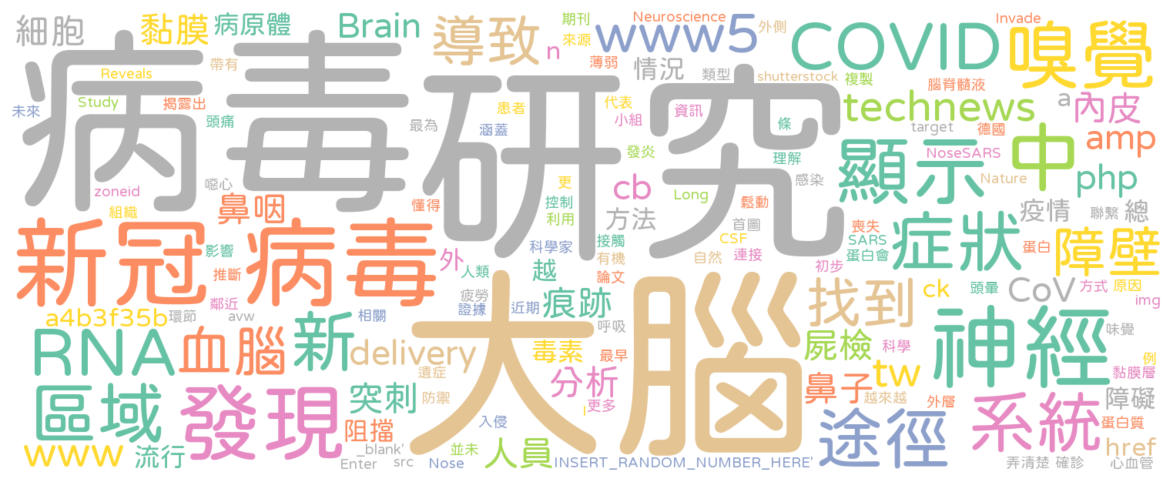 細胞
黏膜
病原體
Brain
導致
n
期刊
來源
Neuroscience
www5
外側
薄弱
情況
類型
shutterstock
COVID
Invade
嗅覺
病毒
研究
Reveals
帶有
Study
揭露出
未來
頭痛
患者
最為
涵蓋
代表
小組
資訊
條
複製
腦脊髓液
technews
a
內皮
target
德國
amp
發炎
理解
顯示
NoseSARS
中
Nature
php
zoneid
噁心
組織
鼻咽
懂得
cb
更
控制
利用
方法
Long
鬆動
感染
首圖
疫情
聯繫
總
喪失
SARS
蛋白會
症狀
蛋白
障壁
新冠
病毒
影響
推斷
外
人類
科學家
越
接觸
有機
論文
CSF
自然
連接
初步
頭暈
方式
原因
CoV
img
鄰近
疲勞
證據
近期
痕跡
找到
ck
a4b3f35b
環節
avw
相關
大腦
呼吸
屍檢
科學
神經
味覺
RNA
血腦
新
delivery
遺症
毒素
最早
分析
鼻子
tw
例
黏膜層
越來越
障礙
區域
發現
突刺
防禦
i
更多
外層
途徑
系統
蛋白質
入侵
阻擋
www
流行
_blank'
Enter
src
Nose
並未
人員
INSERT_RANDOM_NUMBER_HERE'
href
弄清楚
確診
心血管